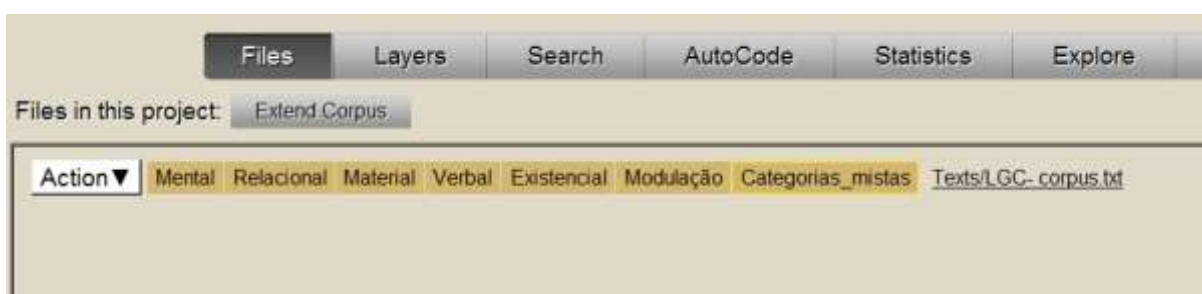 Files Layers Search AutoCode Statistics Explore
Files in this project: Extend Corpus
Action▼ Mental Relacional Material Verbal Existencial Modulação Categorias_mistas Texts/LGC- corpus.txt